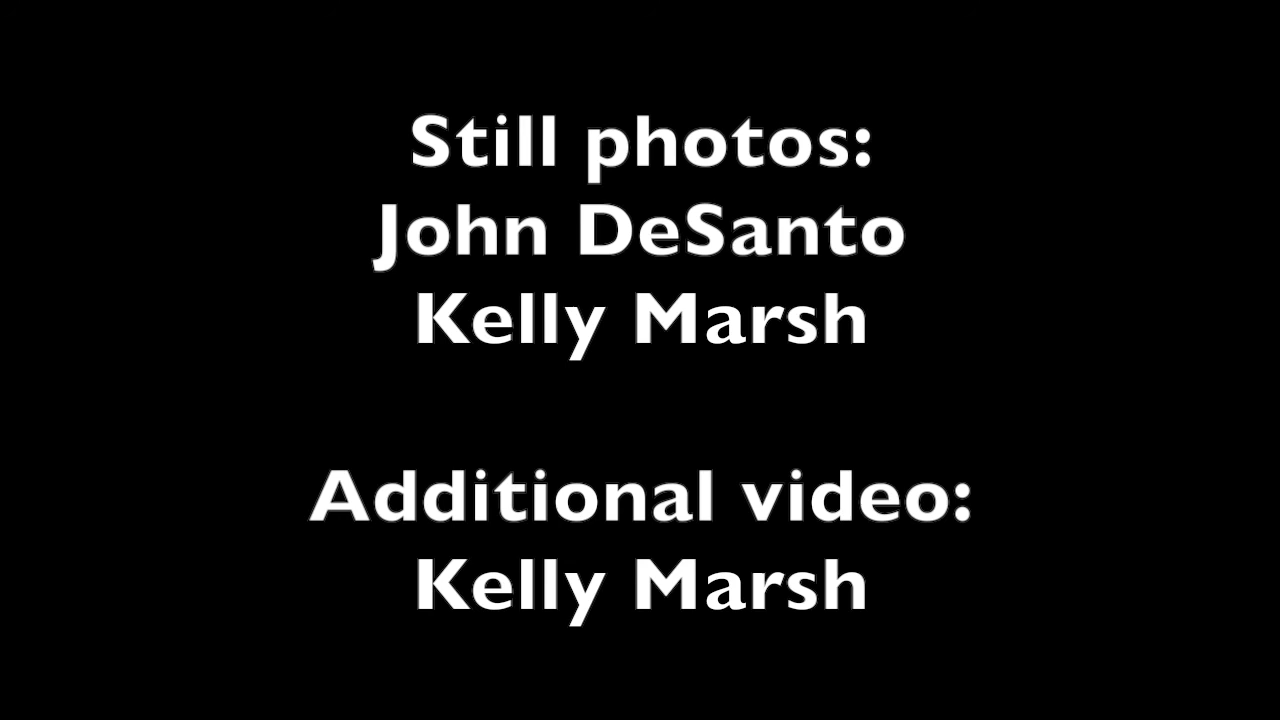 Still photos:
John DeSanto
Kelly Marsh
Additional video:
Kelly Marsh